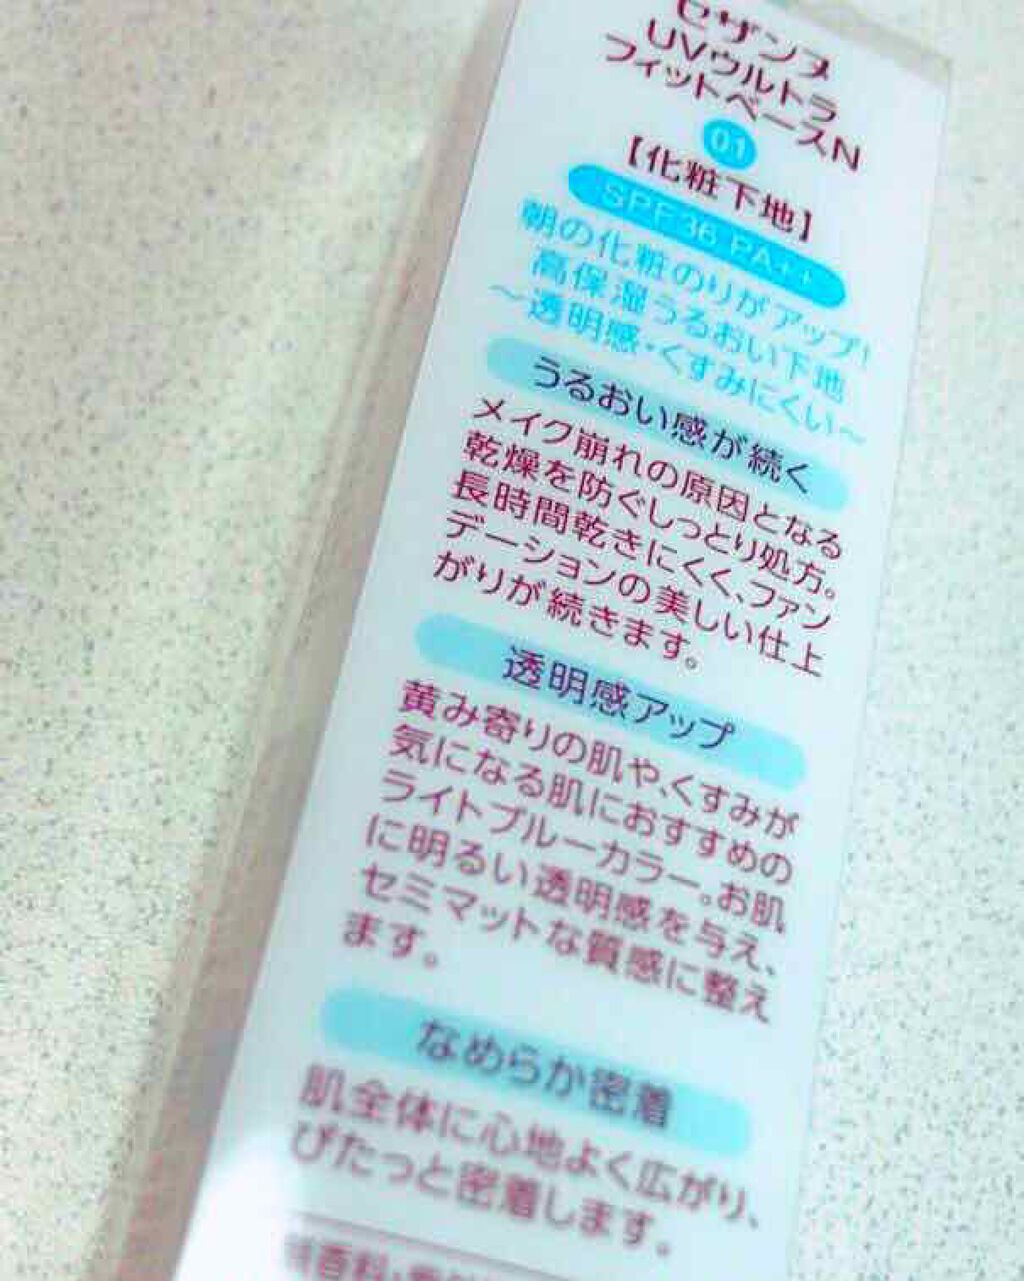 セザンヌ
UVウルトラ
フィットベースN
01
【化粧下地】
SPF36 PA++
朝の化粧のりがアップ!
高保湿うるおい下地
〜透明感・くすみにくい〜
うるおい感が続く
メイク崩れの原因となる
乾燥を防ぐしっとり処方。
長時間乾きにくく、ファン
デーションの美しい仕上
がりが続きます。
透明感アップ
黄み寄りの肌や、くすみが
気になる肌におすすめの
ライトブルーカラー。お肌
に明るい透明感を与え、
セミマットな質感に整え
ます。
なめらか密着
肌全体に心地よく広がり、
ぴたっと密着します。
香料・